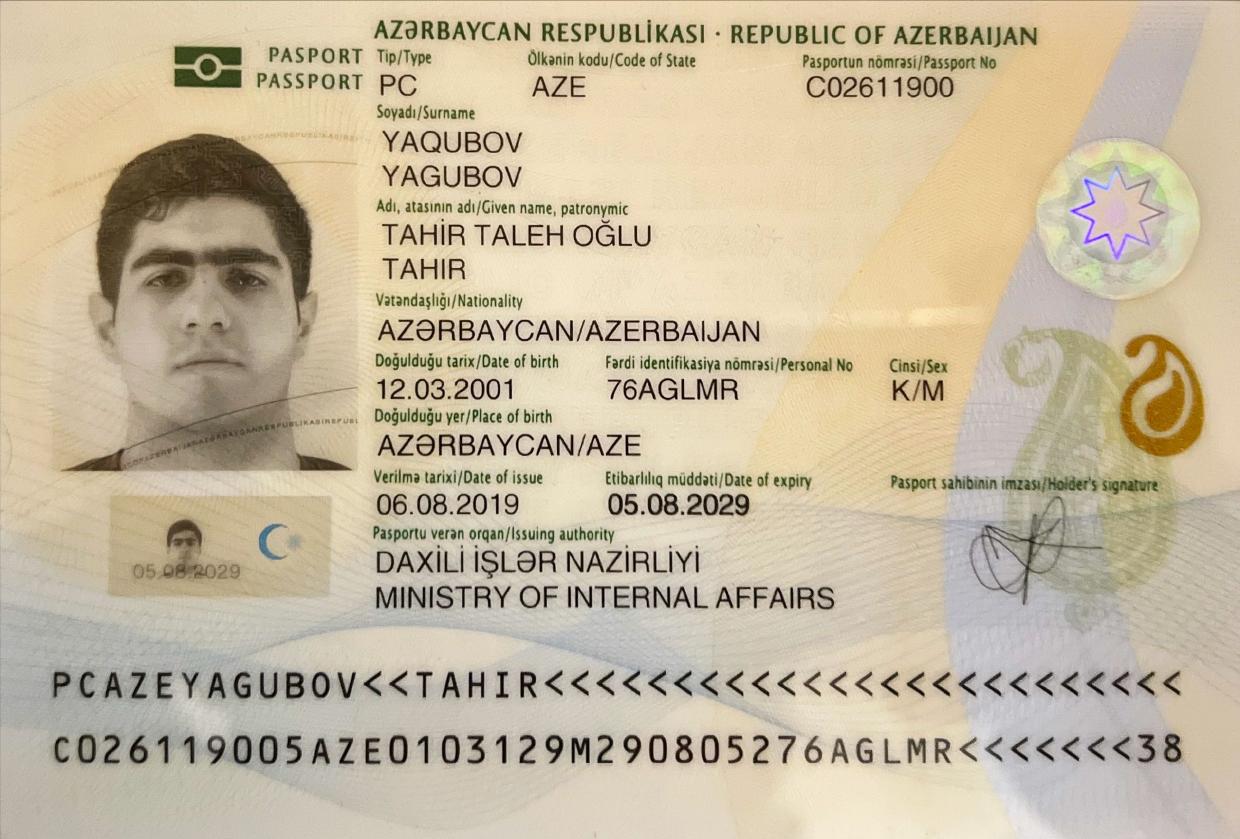 AZƏRBAYCAN RESPUBLİKASI · REPUBLIC OF AZERBAIJAN
PASPORT
PASSPORT
Tip/Type Ölkənin kodu/Code of State Pasportun nömrəsi/Passport No
PC AZE C02611900
Soyadı/Surname
YAQUBOV
YAGUBOV
Adı, atasının adı/Given name, patronymic
TAHİR TALEH OĞLU
TAHIR
Vətəndaşlığı/Nationality
AZƏRBAYCAN/AZERBAIJAN
Doğulduğu tarix/Date of birth Fərdi identifikasiya nömrəsi/Personal No Cinsi/Sex
12.03.2001 76AGLMR K/M
Doğulduğu yer/Place of birth
AZƏRBAYCAN/AZE
Verilmə tarixi/Date of issue Etibarlılıq müddəti/Date of expiry Pasport sahibinin imzası/Holder's signature
06.08.2019 05.08.2029
Pasportu verən orqan/Issuing authority
DAXİLİ İŞLƏR NAZİRLİYİ
MINISTRY OF INTERNAL AFFAIRS
05.08.2029
PCAZEYAGUBOV<<TAHIR<<<<<<<<<<<<<<<<<<<<<<<<<
C026119005AZE0103129M290805276AGLMR<<<<<<<38